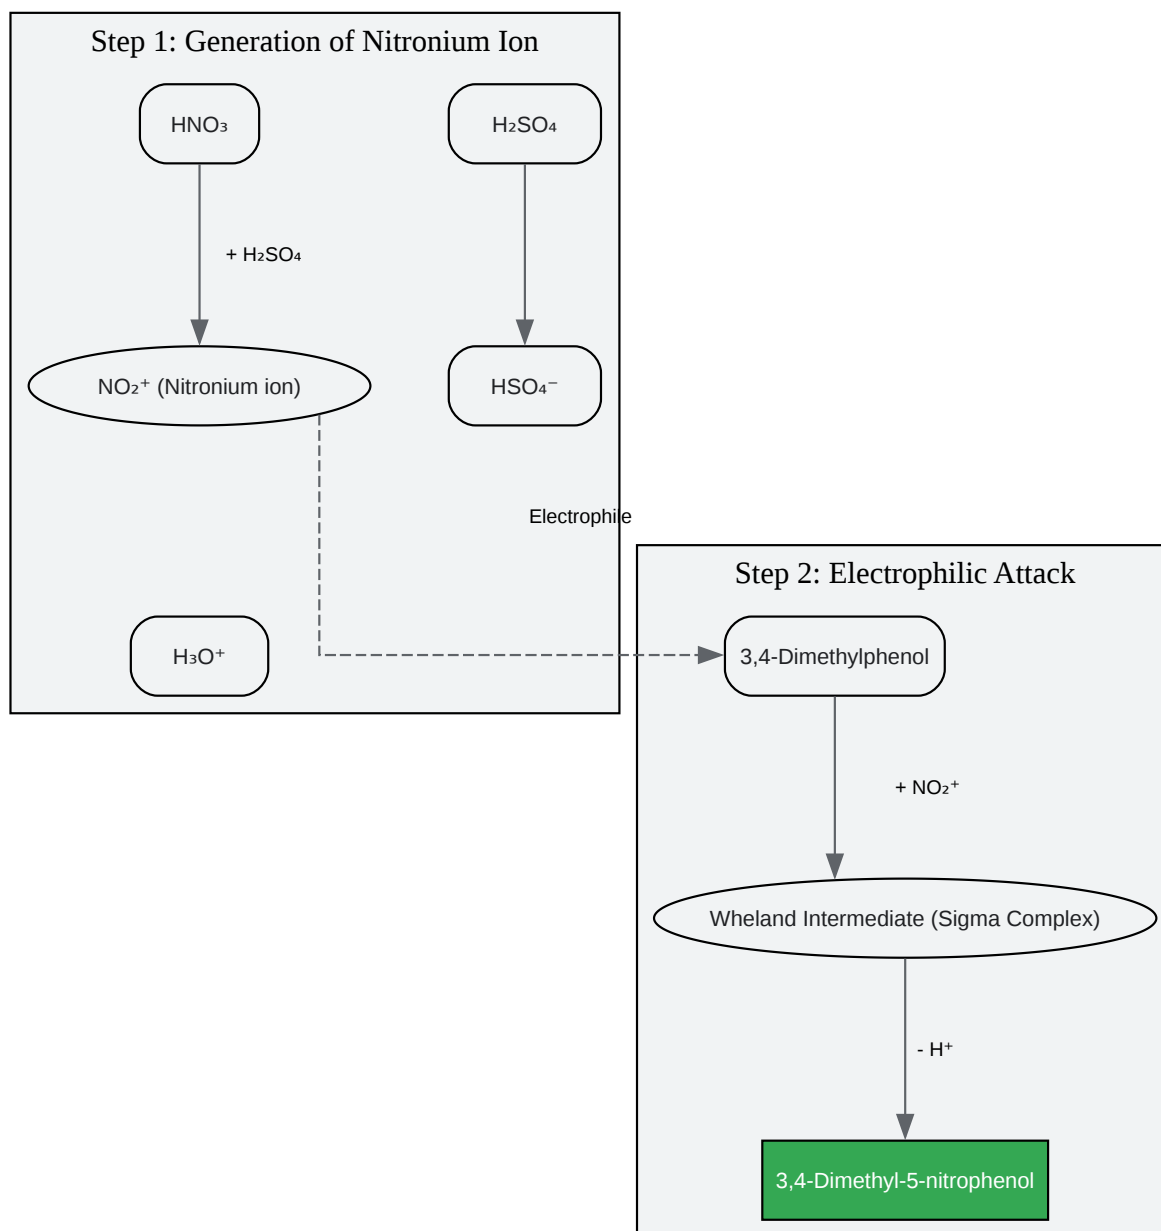 Step 1: Generation of Nitronium Ion
HNO₃
H₂SO₄
+ H₂SO₄
NO₂⁺ (Nitronium ion)
HSO₄⁻
Electrophile
H₃O⁺
Step 2: Electrophilic Attack
3,4-Dimethylphenol
+ NO₂⁺
Wheland Intermediate (Sigma Complex)
- H⁺
3,4-Dimethyl-5-nitrophenol